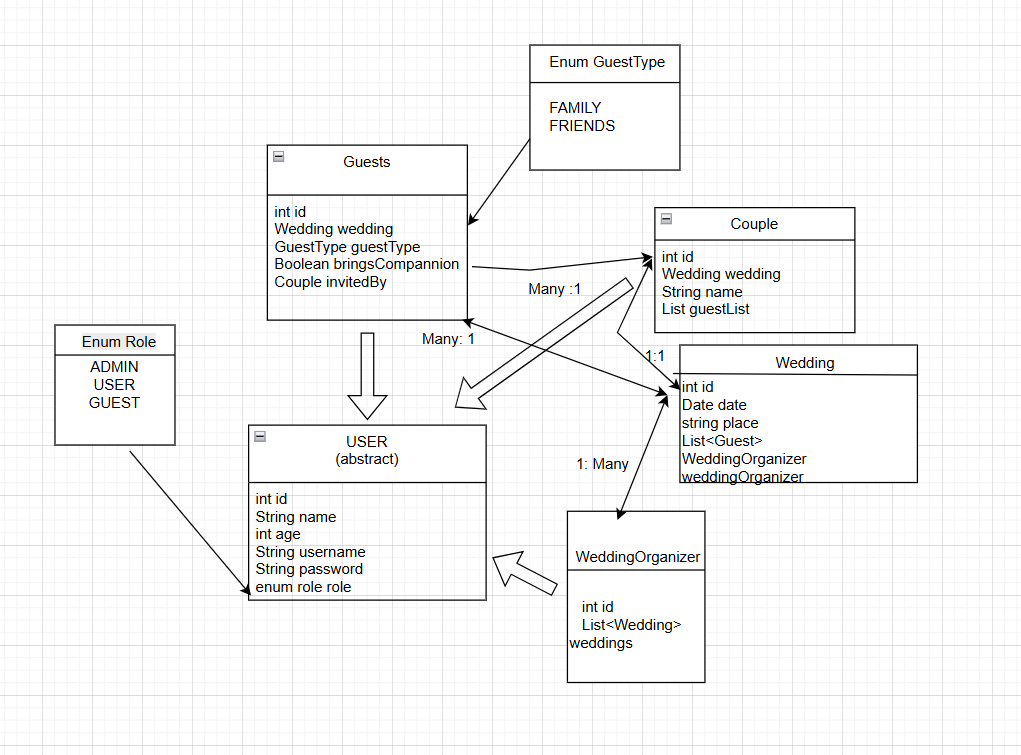 Enum GuestType
FAMILY
FRIENDS
Guests
int id
Wedding wedding
GuestType guestType
Boolean bringsCompannion
Couple invitedBy
Couple
int id
Wedding wedding
String name
List guestList
Many :1
Many: 1
1:1
Enum Role
ADMIN
USER
GUEST
Wedding
int id
Date date
string place
List<Guest>
WeddingOrganizer
weddingOrganizer
USER
(abstract)
int id
String name
int age
String username
String password
enum role role
1: Many
WeddingOrganizer
int id
List<Wedding>
weddings